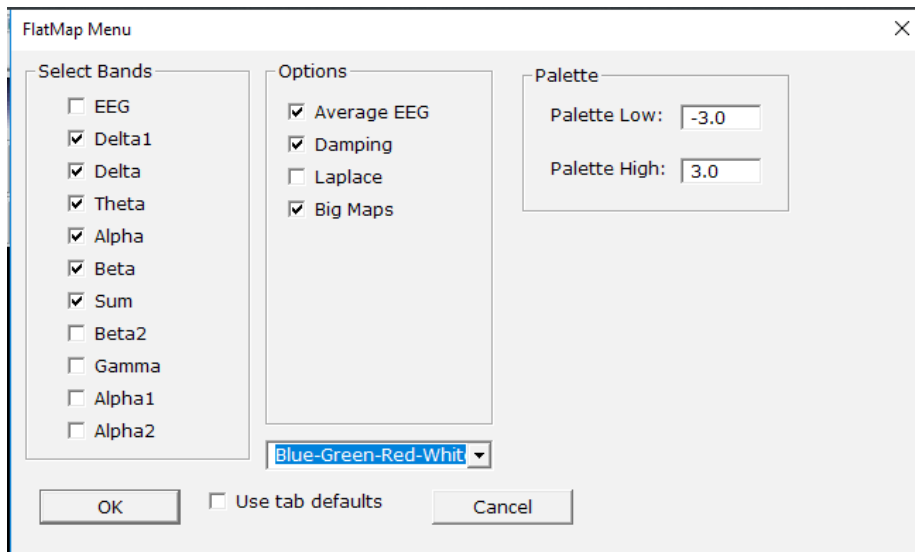 FlatMap Menu
Select Bands
EEG
Delta1
Delta
Theta
Alpha
Beta
Sum
Beta2
Gamma
Alpha1
Alpha2
Options
Average EEG
Damping
Laplace
Big Maps
Blue-Green-Red-White
Palette
Palette Low: -3.0
Palette High: 3.0
OK
Use tab defaults
Cancel